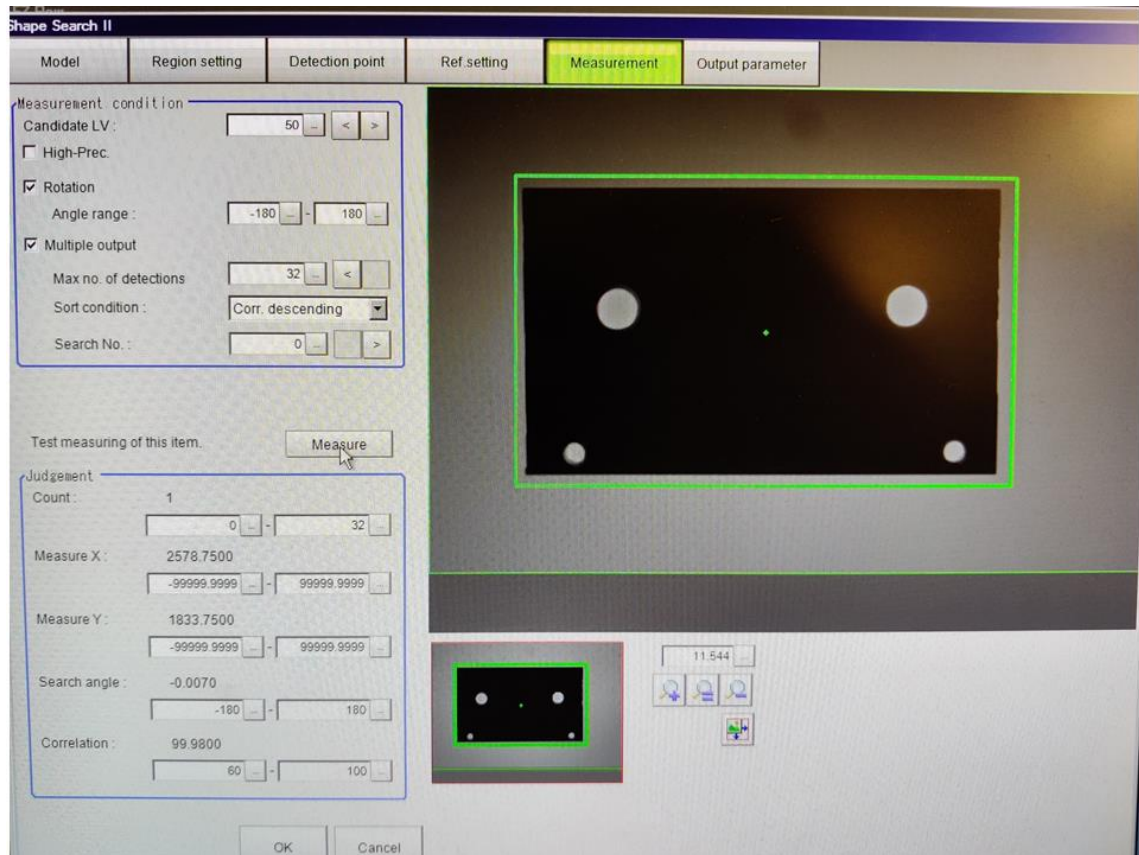 Shape Search II
Model Region setting Detection point Ref.setting Measurement Output parameter
Measurement condition
Candidate LV : 50 ... < >
High-Prec.
Rotation
Angle range : -180 ... - 180 ...
Multiple output
Max no. of detections 32 ... <
Sort condition : Corr. descending
Search No. : 0 ... >
Test measuring of this item. Measure
Judgement
Count : 1
0 ... - 32 ...
Measure X : 2578.7500
-99999.9999 ... - 99999.9999 ...
Measure Y : 1833.7500
-99999.9999 ... - 99999.9999 ...
11.544 ...
Search angle : -0.0070
-180 ... - 180 ...
Correlation : 99.9800
60 ... - 100 ...
OK Cancel